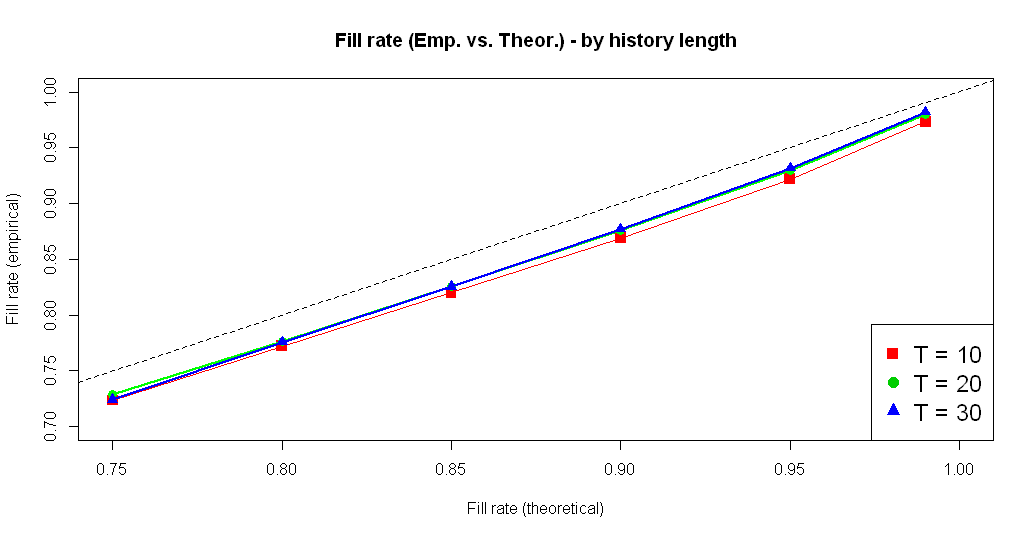 Fill rate (Emp. vs. Theor.) - by history length
Fill rate (empirical)
1.00
0.95
0.90
0.85
0.80
0.75
0.70
T = 10
T = 20
T = 30
0.75 0.80 0.85 0.90 0.95 1.00
Fill rate (theoretical)